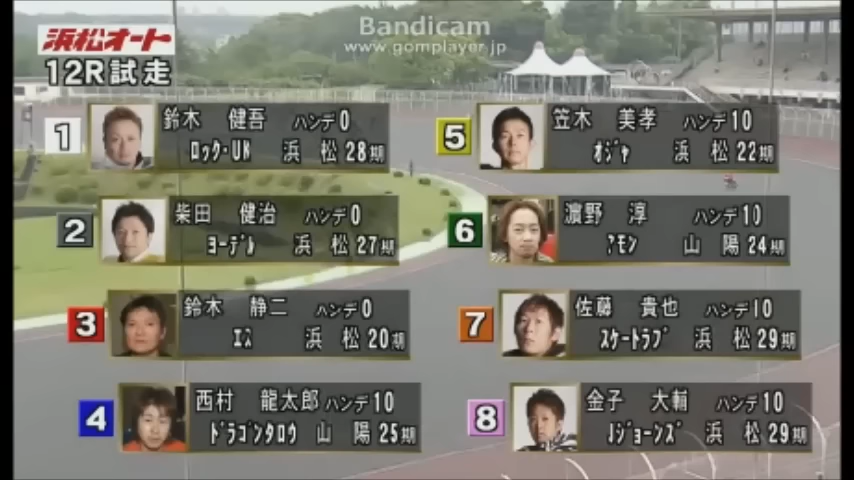 Bandicam
www.gomplayer.jp
浜松オート
12R試走
1 鈴木 健吾 ハンデ0
ロック・UK 浜松 28期
2 柴田 健治 ハンデ0
ヨーデル 浜松 27期
3 鈴木 静二 ハンデ0
エス 浜松 20期
4 西村 龍太郎 ハンデ10
ドラゴンタロウ 山陽 25期
5 笠木 美孝 ハンデ10
オジヤ 浜松 22期
6 濱野 淳 ハンデ10
アモン 山陽 24期
7 佐藤 貴也 ハンデ10
スケートラブ 浜松 29期
8 金子 大輔 ハンデ10
Jジョーンズ 浜松 29期